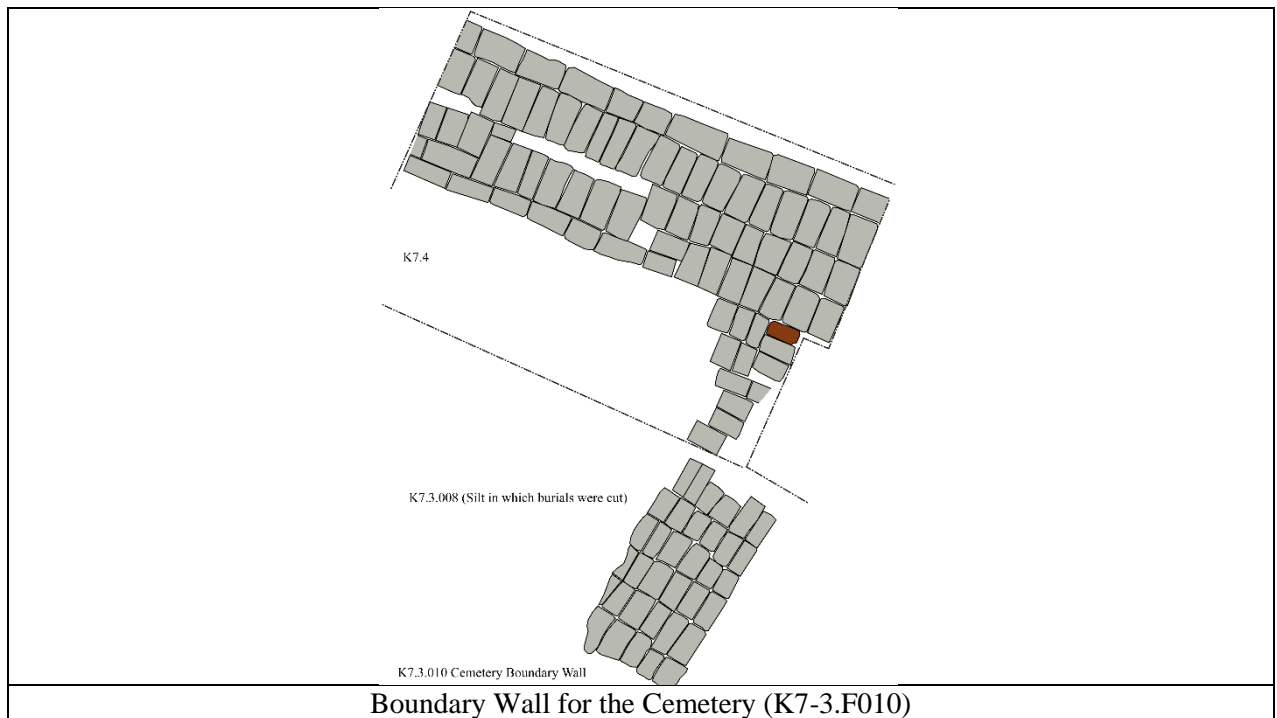 K7.4
K7.3.008 (Silt in which burials were cut)
K7.3.010 Cemetery Boundary Wall
Boundary Wall for the Cemetery (K7-3.F010)